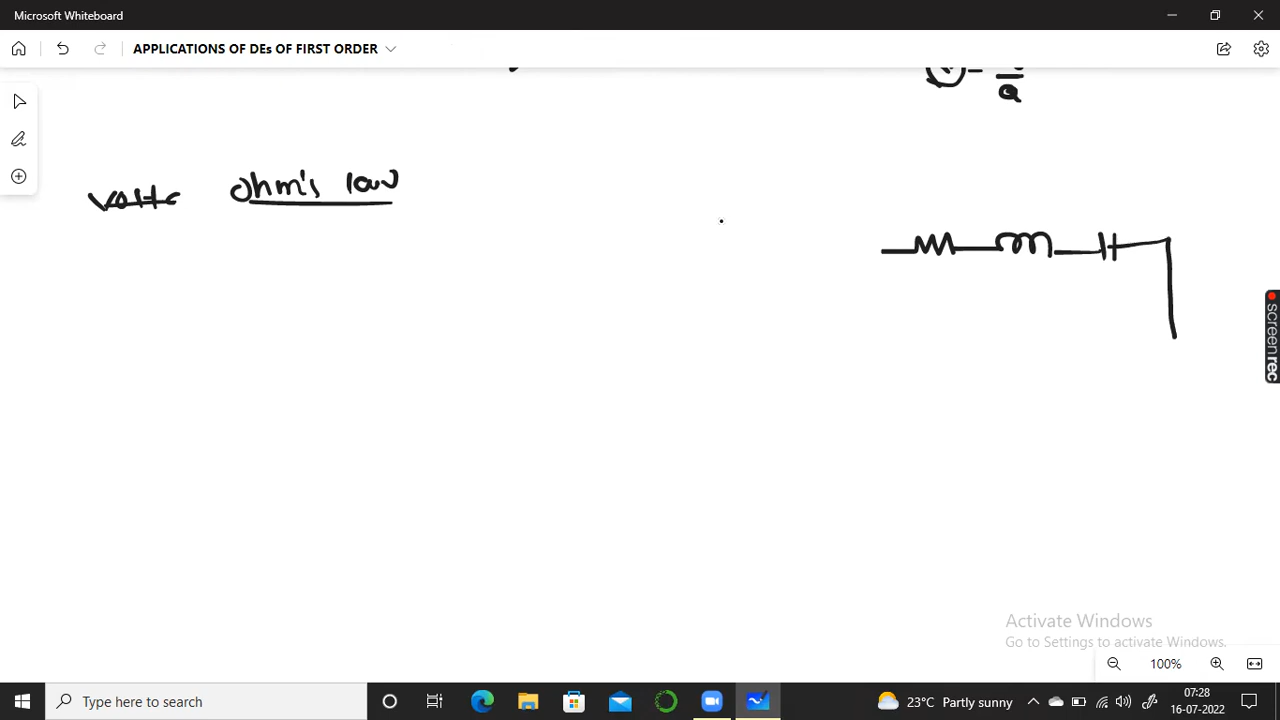 Microsoft Whiteboard
APPLICATIONS OF DEs OF FIRST ORDER
Q
ohm's law
screenrec
Activate Windows
Go to Settings to activate Windows.
100%
Type here to search
23°C Partly sunny
07:28
16-07-2022